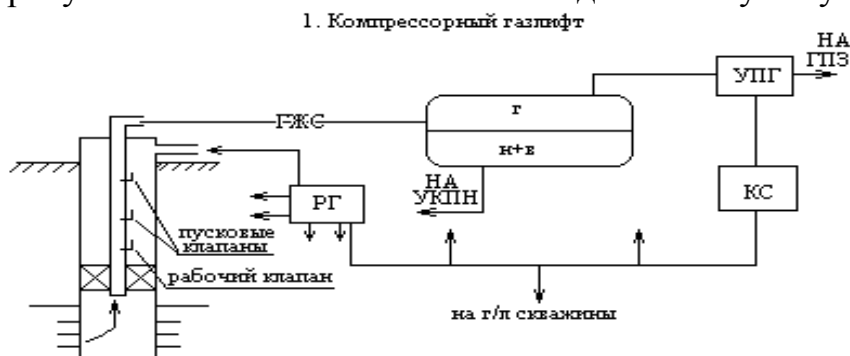 1. Компрессорный газлифт
НА
ГПЗ
УПГ
г
ГЖС
н+в
НА
УКПН
РГ
КС
пусковые
клапаны
рабочий клапан
на г/л скважины